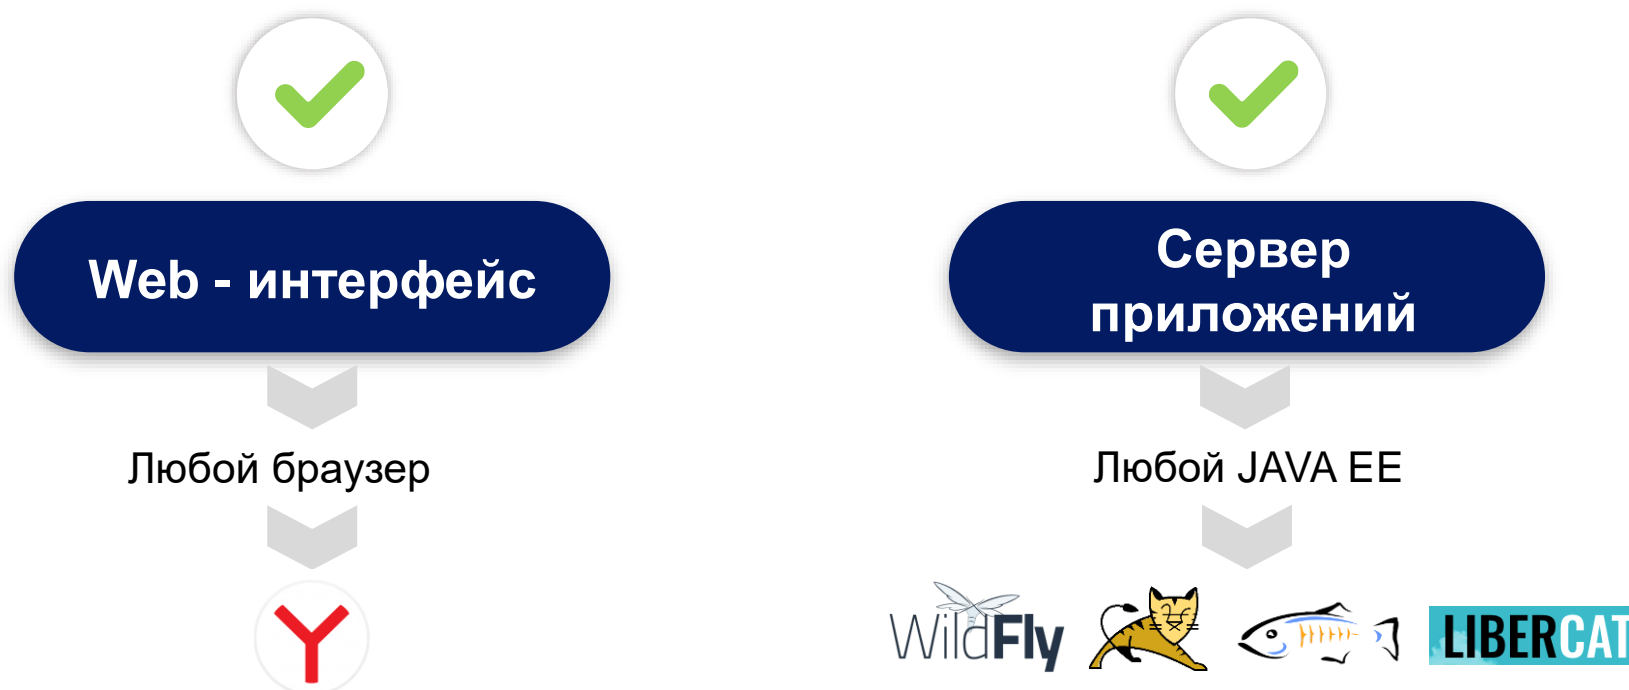 Web - интерфейс
Сервер
приложений
Любой браузер
Любой JAVA EE
WildFly
LIBERCAT